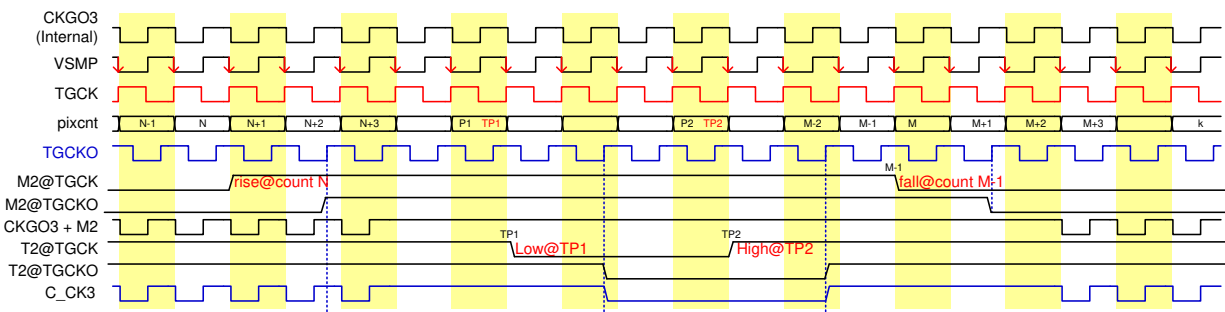 CKGO3
(Internal)
VSMP
TGCK
pixcnt N-1 N N+1 N+2 N+3 P1 TP1 P2 TP2 M-2 M-1 M M+1 M+2 M+3 k
TGCKO
M-1
M2@TGCK rise@count N fall@count M-1
M2@TGCKO
CKGO3 + M2
TP1 TP2
T2@TGCK Low@TP1 High@TP2
T2@TGCKO
C_CK3